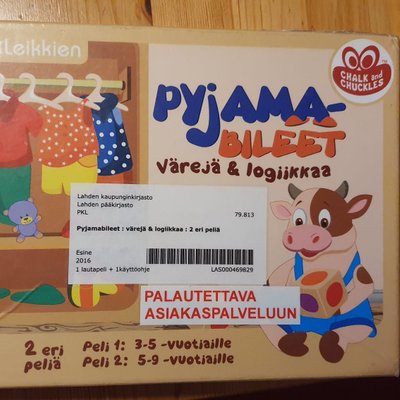 Leikkien
CHALK and
CHUCKLES
TM
PYJAMA-
BILEET
Värejä & logiikkaa
Lahden kaupunginkirjasto
Lahden pääkirjasto
PKL
79.813
Pyjamabileet : värejä & logiikkaa : 2 eri peliä
Esine
2016
1 lautapeli + 1käyttöohje
LAS000469829
PALAUTETTAVA
ASIAKASPALVELUUN
2 eri
peliä
Peli 1: 3-5 -vuotiaille
Peli 2: 5-9 -vuotiaille